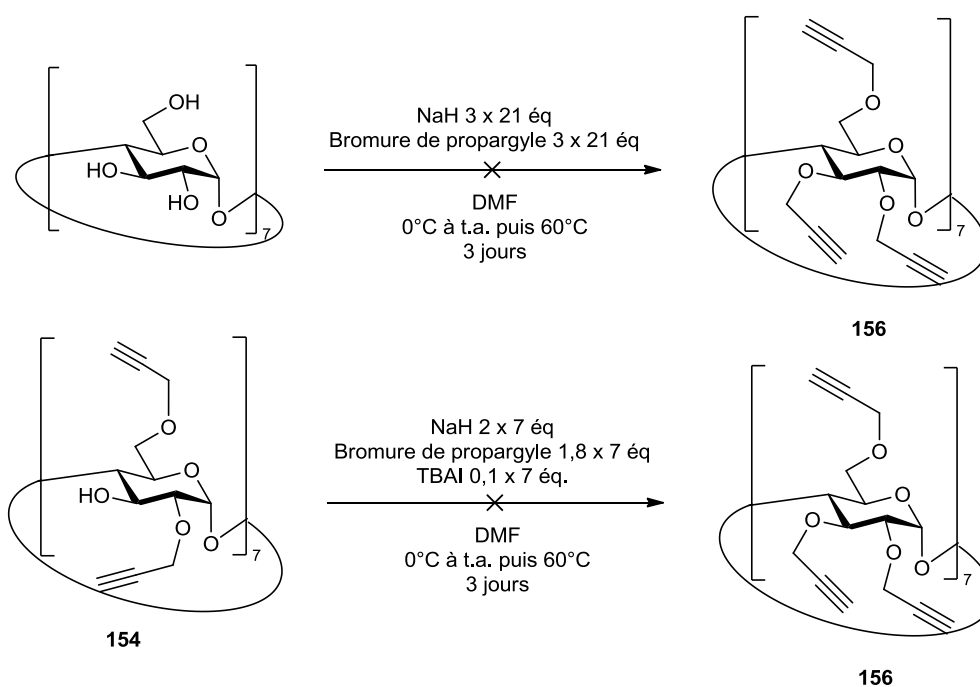 OH
O
HO
HO
O
7
NaH 3 x 21 éq
Bromure de propargyle 3 x 21 éq
DMF
0°C à t.a. puis 60°C
3 jours
O
O
O
O
O
7
156
O
O
HO
O
O
7
154
NaH 2 x 7 éq
Bromure de propargyle 1,8 x 7 éq
TBAI 0,1 x 7 éq.
DMF
0°C à t.a. puis 60°C
3 jours
O
O
O
O
O
7
156